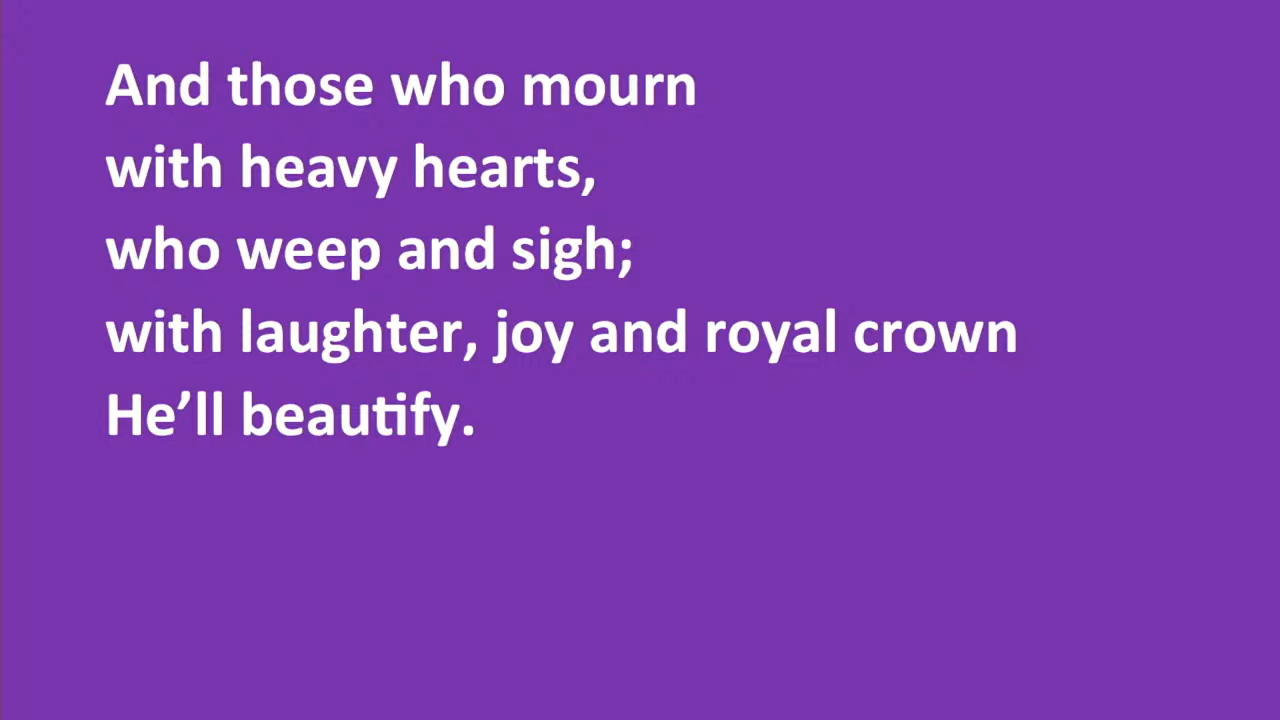 And those who mourn
with heavy hearts,
who weep and sigh;
with laughter, joy and royal crown
He’ll beautify.